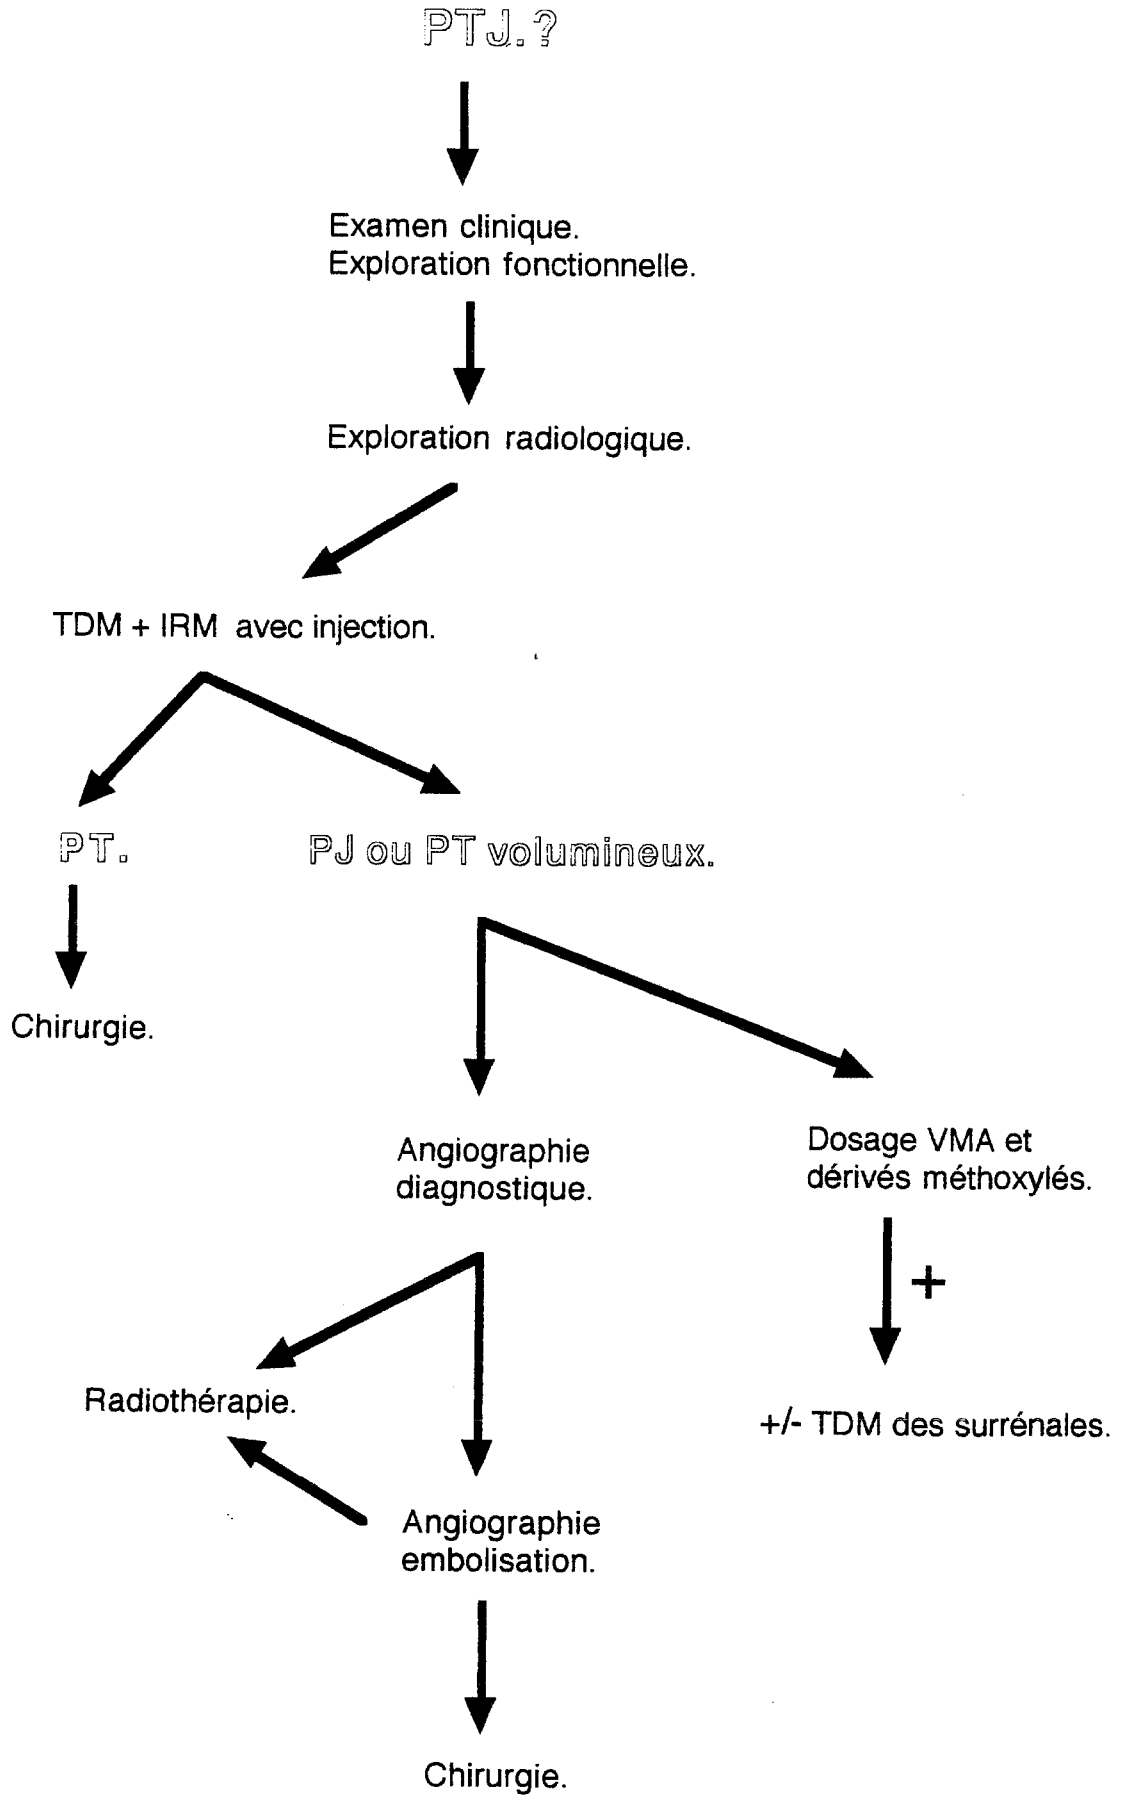 PTJ.?
Examen clinique.
Exploration fonctionnelle.
Exploration radiologique.
TDM + IRM avec injection.
PT.
PJ ou PT volumineux.
Chirurgie.
Angiographie
diagnostique.
Dosage VMA et
dérivés méthoxylés.
+
Radiothérapie.
+/- TDM des surrénales.
Angiographie
embolisation.
Chirurgie.